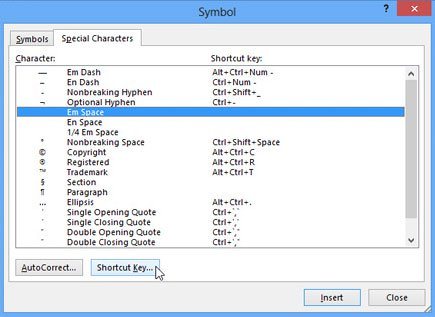 Symbol
? ×
Symbols Special Characters
Character: Shortcut key:
— Em Dash Alt+Ctrl+Num -
– En Dash Ctrl+Num -
- Nonbreaking Hyphen Ctrl+Shift+_
¬ Optional Hyphen Ctrl+-
Em Space
En Space
1/4 Em Space
° Nonbreaking Space Ctrl+Shift+Space
© Copyright Alt+Ctrl+C
® Registered Alt+Ctrl+R
™ Trademark Alt+Ctrl+T
§ Section
¶ Paragraph
… Ellipsis Alt+Ctrl+.
‘ Single Opening Quote Ctrl+`,`
’ Single Closing Quote Ctrl+','
“ Double Opening Quote Ctrl+`,"
” Double Closing Quote Ctrl+',"
AutoCorrect... Shortcut Key...
Insert Close